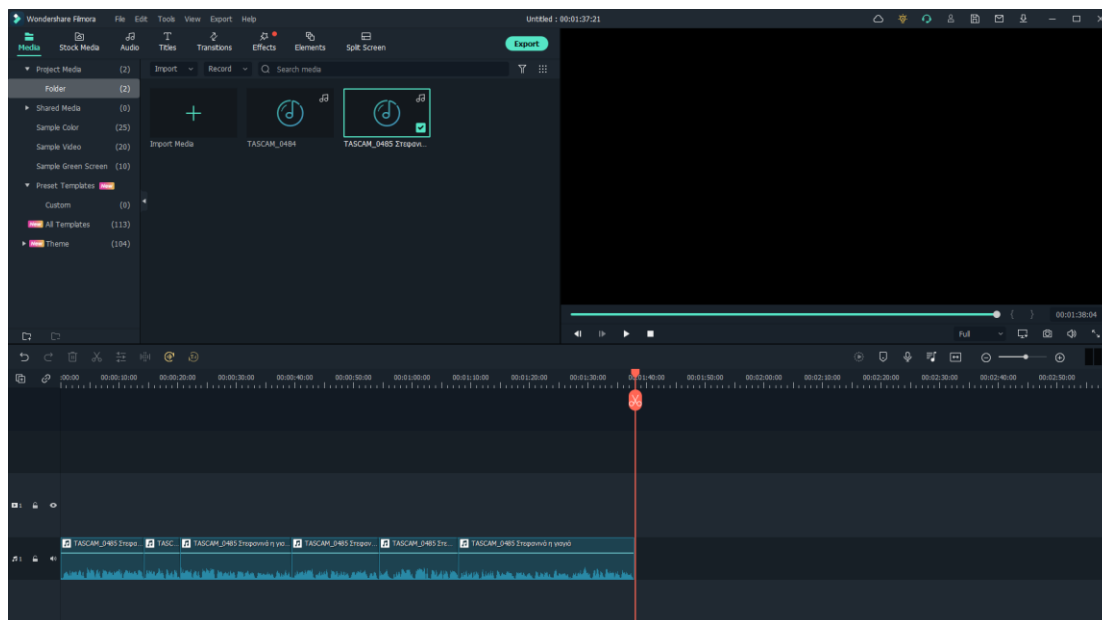 Wondershare Filmora File Edit Tools View Export Help Untitled : 00:01:37:21
Media Stock Media Audio Titles Transitions Effects Elements Split Screen Export
Project Media (2) Import Record Search media
Folder (2)
Shared Media (0)
Sample Color (25)
Sample Video (20) Import Media TASCAM_0484 TASCAM_0485 Στεφανι...
Sample Green Screen (10)
Preset Templates New
Custom (0)
New All Templates (113)
New Theme (104)
{ } 00:01:38:04
Full
:00:00 00:00:10:00 00:00:20:00 00:00:30:00 00:00:40:00 00:00:50:00 00:01:00:00 00:01:10:00 00:01:20:00 00:01:30:00 00:01:40:00 00:01:50:00 00:02:00:00 00:02:10:00 00:02:20:00 00:02:30:00 00:02:40:00 00:02:50:00
1
TASCAM_0485 Στεφα... TASC... TASCAM_0485 Στεφανινά η για... TASCAM_0485 Στεφαν... TASCAM_0485 Στε... TASCAM_0485 Στεφανινά η γιαγιά
1